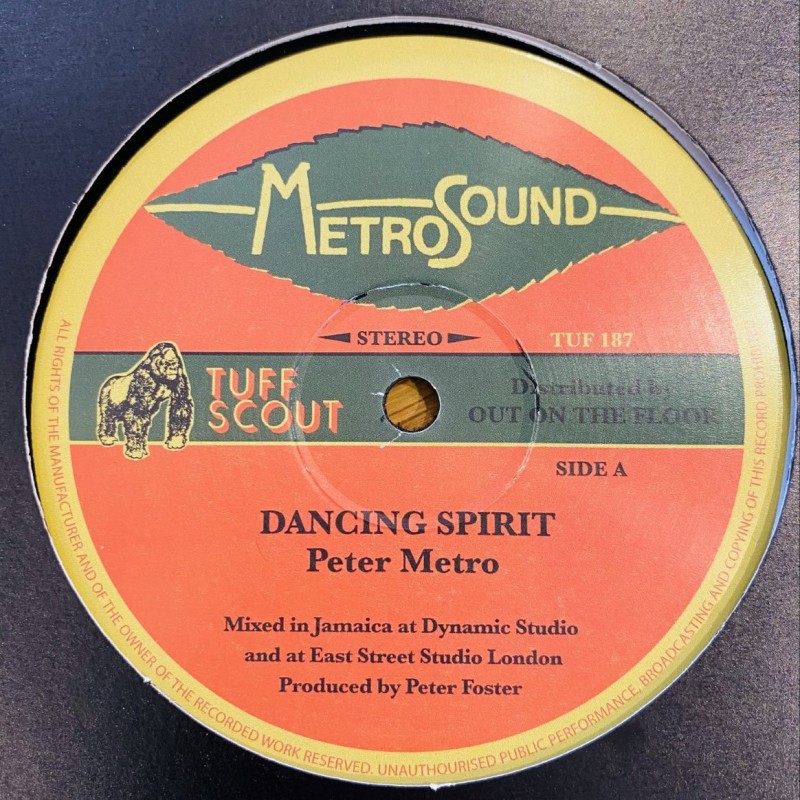 METROSOUND
STEREO
TUF 187
TUFF
SCOUT
Distributed by
OUT ON THE FLOOR
SIDE A
DANCING SPIRIT
Peter Metro
Mixed in Jamaica at Dynamic Studio
and at East Street Studio London
Produced by Peter Foster
ALL RIGHTS OF THE MANUFACTURER AND OF THE OWNER OF THE RECORDED WORK RESERVED. UNAUTHORISED PUBLIC PERFORMANCE, BROADCASTING AND COPYING OF THIS RECORD PROHIBITED